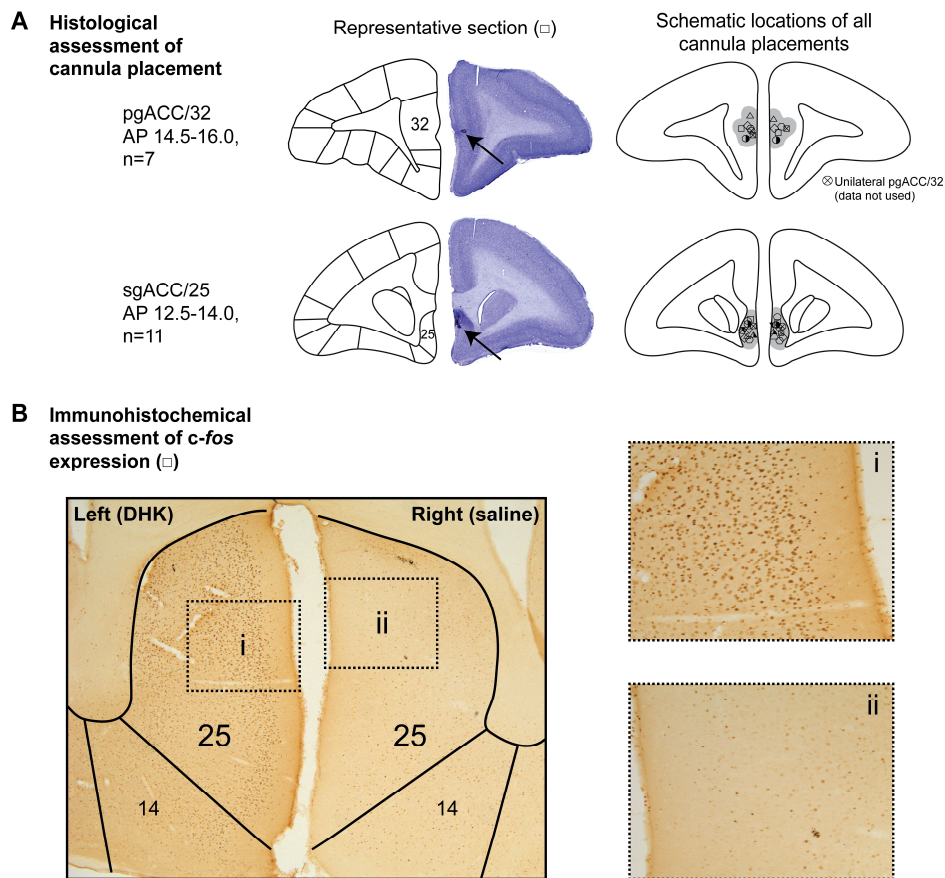 A
Histological
assessment of
cannula placement
Representative section (□)
Schematic locations of all
cannula placements
pgACC/32
AP 14.5-16.0,
n=7
32
⊗Unilateral pgACC/32
(data not used)
sgACC/25
AP 12.5-14.0,
n=11
25
B
Immunohistochemical
assessment of c-fos
expression (□)
Left (DHK)
Right (saline)
i
ii
25
25
14
14
i
ii